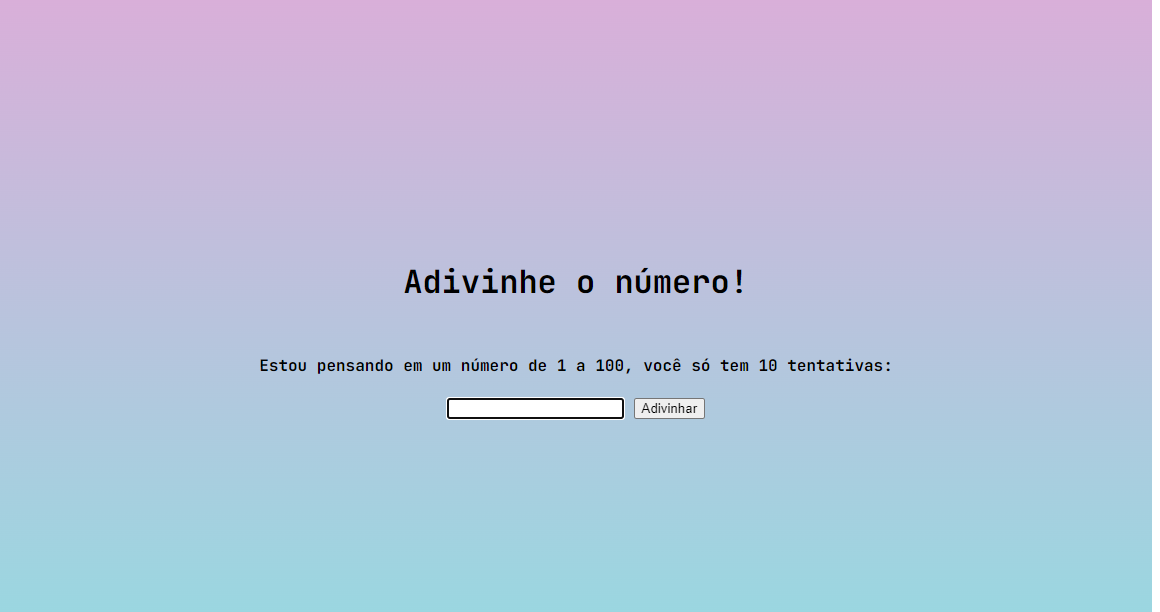 Adivinhe o número!
Estou pensando em um número de 1 a 100, você só tem 10 tentativas:
Adivinhar